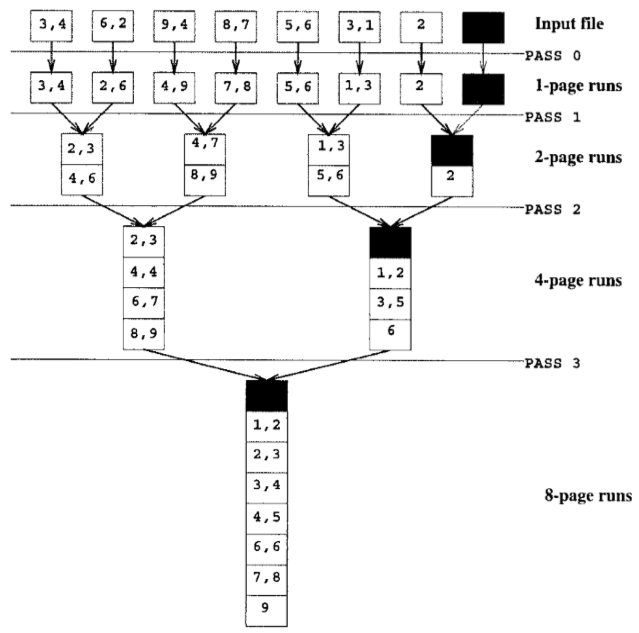 3,4 6,2 9,4 8,7 5,6 3,1 2 Input file
PASS 0
3,4 2,6 4,9 7,8 5,6 1,3 2 1-page runs
PASS 1
2,3 4,7 1,3 2-page runs
4,6 8,9 5,6 2
PASS 2
2,3
4,4 1,2
4-page runs
6,7 3,5
8,9 6
PASS 3
1,2
2,3
3,4
8-page runs
4,5
6,6
7,8
9